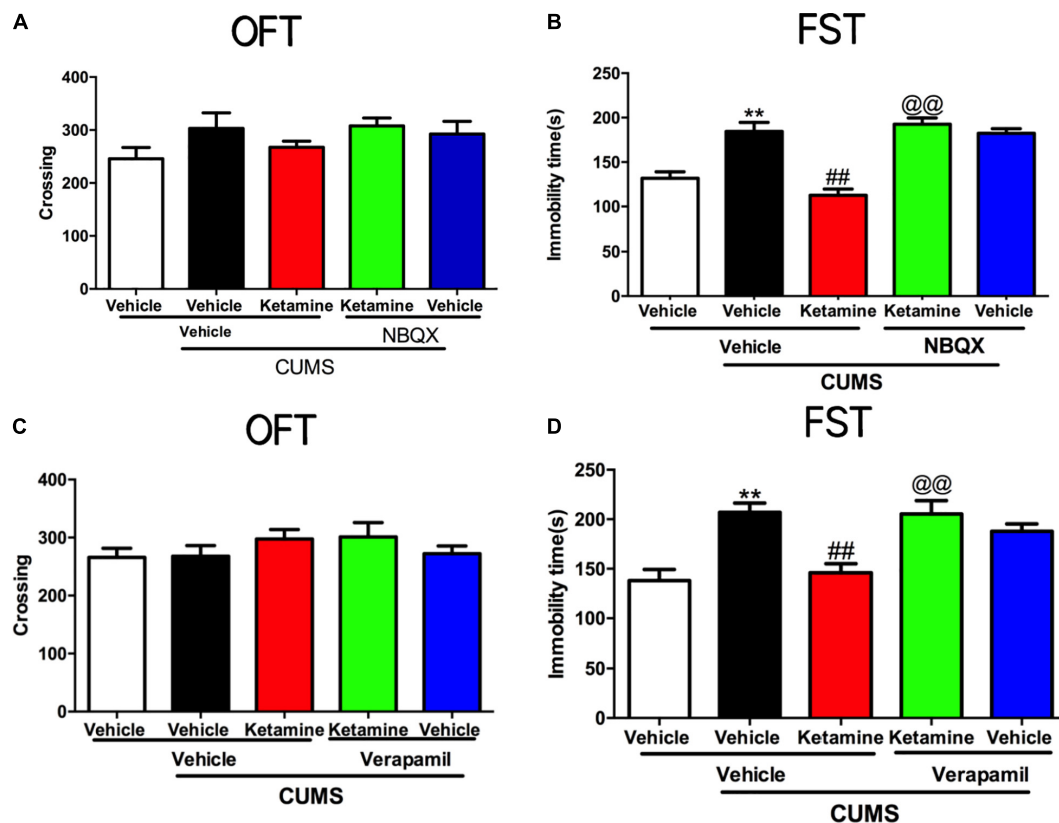 A
OFT
Crossing
400
300
200
100
0
Vehicle Vehicle Ketamine Ketamine Vehicle
Vehicle NBQX
CUMS
B
FST
Immobility time(s)
250
200
150
100
50
0
**
##
@@
Vehicle Vehicle Ketamine Ketamine Vehicle
Vehicle NBQX
CUMS
C
OFT
Crossing
400
300
200
100
0
Vehicle Vehicle Ketamine Ketamine Vehicle
Vehicle Verapamil
CUMS
D
FST
Immobility time(s)
250
200
150
100
50
0
**
##
@@
Vehicle Vehicle Ketamine Ketamine Vehicle
Vehicle Verapamil
CUMS